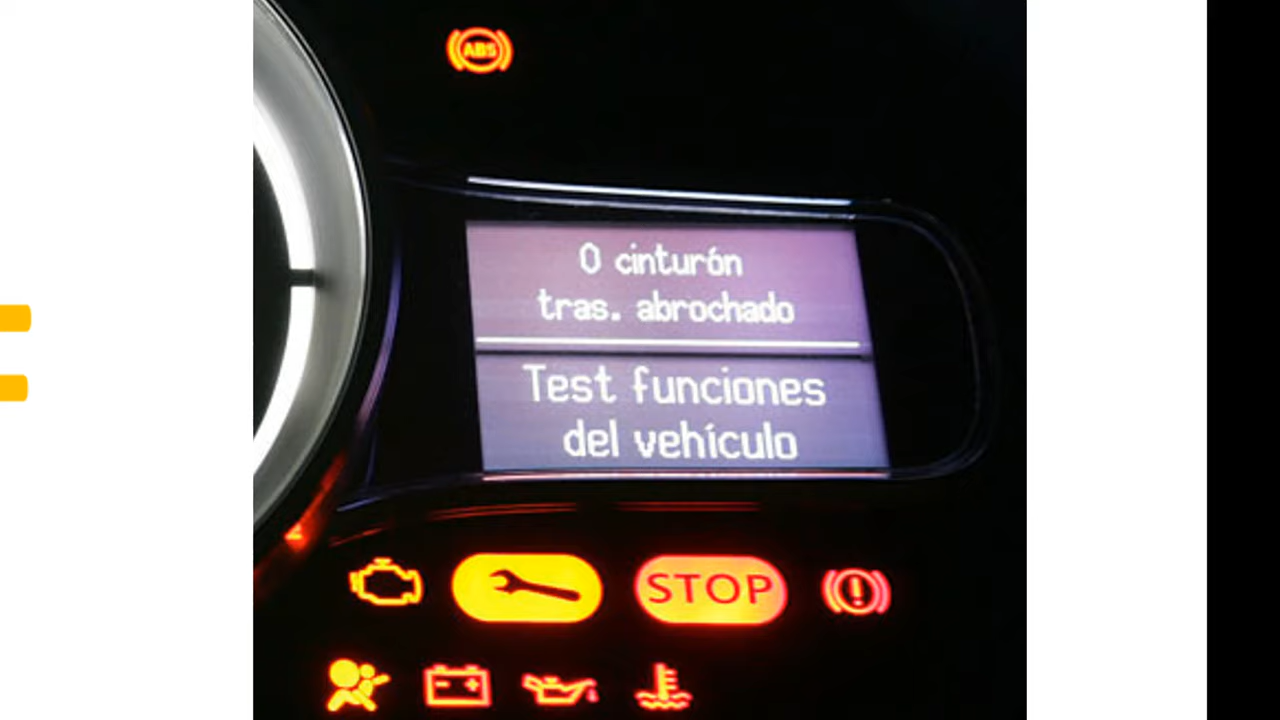 ABS
0 cinturón
tras. abrochado
Test funciones
del vehículo
STOP